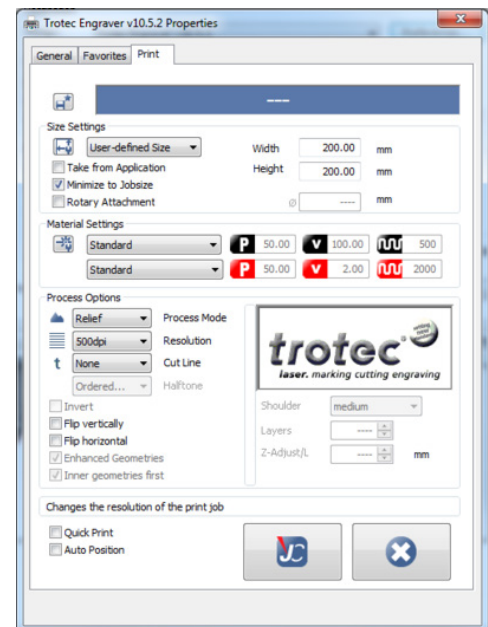 Trotec Engraver v10.5.2 Properties
General Favorites Print
---
Size Settings
User-defined Size Width 200.00 mm
Take from Application Height 200.00 mm
Minimize to Jobsize
Rotary Attachment Ø ---- mm
Material Settings
Standard P 50.00 V 100.00 500
Standard P 50.00 V 2.00 2000
Process Options
Relief Process Mode
500dpi Resolution
t None Cut Line
Ordered... Halftone
trotec
laser. marking cutting engraving
Invert Shoulder medium
Flip vertically Layers ----
Flip horizontal Z-Adjust/L ---- mm
Enhanced Geometries
Inner geometries first
Changes the resolution of the print job
Quick Print
Auto Position
JC